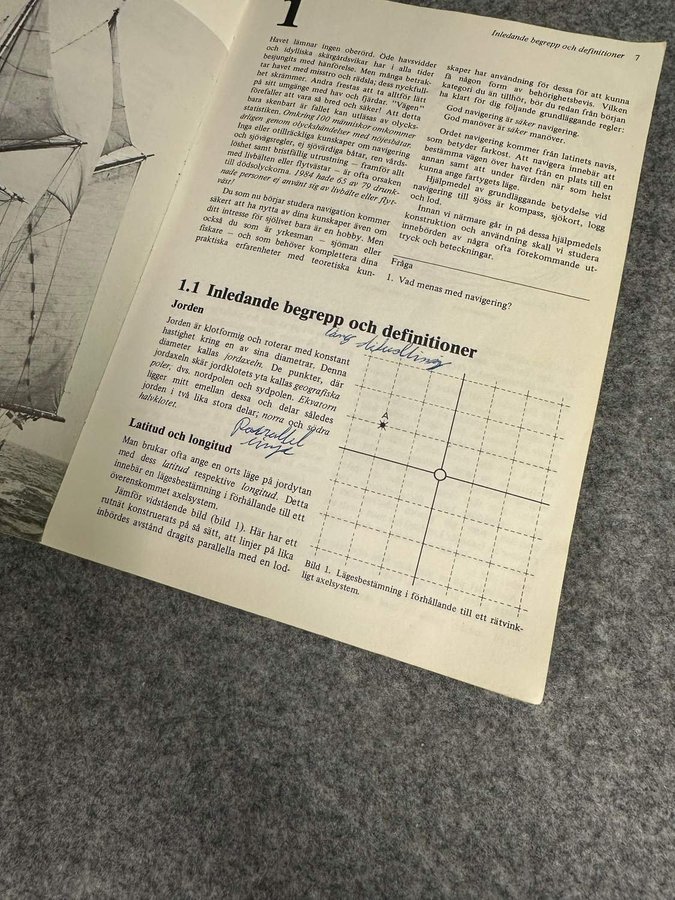 Inledande begrepp och definitioner 7
1
Havet lämnar ingen oberörd. Öde havsvidder
och idylliska skärgårdsvikar har i alla tider
besjungits med hänförelse. Men många betrak-
tar havet med misstro och rädsla; dess nyckfull-
het skrämmer. Andra frestas att ta alltför lätt
på sitt umgänge med hav och fjärdar. "Vägen"
förefaller att vara så bred och säker! Att detta
bara skenbart är fallet kan utläsas av olycks-
statistiken. Omkring 100 människor omkommer
årligen genom olyckshändelser med nöjesbåtar.
Inga eller otillräckliga kunskaper om navigering
och sjövägsregler, ej sjövärdiga båtar, ren vårds-
löshet samt bristfällig utrustning – framför allt
med livbälten eller flytvästar – är ofta orsaken
till dödsolyckorna. 1984 hade 65 av 79 drunk-
nade personer ej använt sig av livbälte eller flyt-
väst!
Du som nu börjar studera navigation kommer
säkert att ha nytta av dina kunskaper även om
ditt intresse för sjölivet bara är en hobby. Men
också du som är yrkesman – sjöman eller
fiskare – och som behöver komplettera dina
praktiska erfarenheter med teoretiska kun-
skaper har användning för dessa för att kunna
få någon form av behörighetsbevis. Vilken
kategori du än tillhör, bör du redan från början
ha klart för dig följande grundläggande regler:
God navigering är säker navigering.
God manöver är säker manöver.
Ordet navigering kommer från latinets navis,
som betyder farkost. Att navigera innebär att
bestämma vägen över havet från en plats till en
annan samt att under färden när som helst
kunna ange fartygets läge.
Hjälpmedel av grundläggande betydelse vid
navigering till sjöss är kompass, sjökort, logg
och lod.
Innan vi närmare går in på dessa hjälpmedels
konstruktion och användning skall vi studera
innebörden av några ofta förekommande ut-
tryck och beteckningar.
Fråga
1. Vad menas med navigering?
1.1 Inledande begrepp och definitioner
Jorden
Jorden är klotformig och roterar med konstant
hastighet kring en av sina diametrar. Denna
diameter kallas jordaxeln. De punkter, där
jordaxeln skär jordklotets yta kallas geografiska
poler; dvs. nordpolen och sydpolen. Ekvatorn
ligger mitt emellan dessa och delar således
jorden i två lika stora delar; norra och södra
halvklotet.
Parallel
Latitud och longitud
Man brukar ofta ange en orts läge på jordytan
med dess latitud respektive longitud. Detta
innebär en lägesbestämning i förhållande till ett
överenskommet axelsystem.
Jämför vidstående bild (bild 1). Här har ett
rutnät konstruerats på så sätt, att linjer på lika
inbördes avstånd dragits parallella med en lod-
A
Bild 1. Lägesbestämning i förhållande till ett rätvink-
ligt axelsystem.